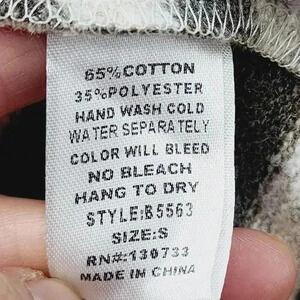 65%COTTON
35%POLYESTER
HAND WASH COLD
WATER SEPARATELY
COLOR WILL BLEED
NO BLEACH
HANG TO DRY
STYLE:B5563
SIZE:S
RN#:130733
MADE IN CHINA